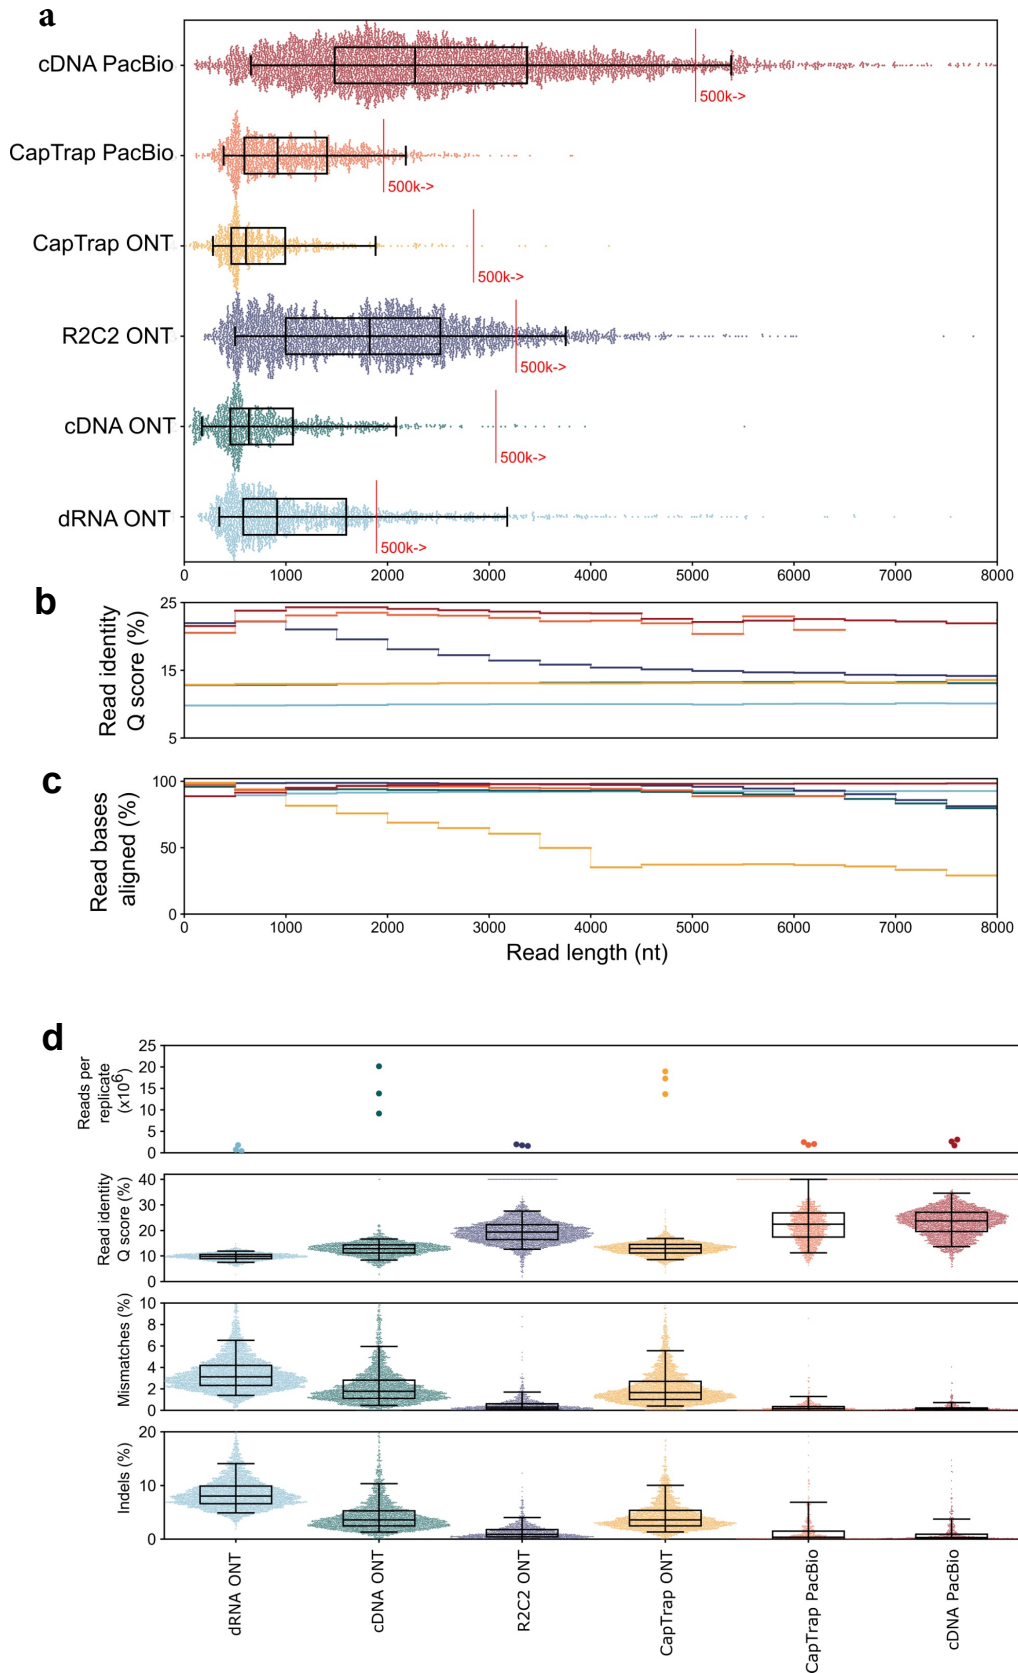 a
cDNA PacBio
500k->
CapTrap PacBio
500k->
CapTrap ONT
500k->
R2C2 ONT
500k->
cDNA ONT
500k->
dRNA ONT
500k->
0 1000 2000 3000 4000 5000 6000 7000 8000
b
Read identity
Q score (%)
25
15
5
c
Read bases
aligned (%)
100
50
0
0 1000 2000 3000 4000 5000 6000 7000 8000
Read length (nt)
d
Reads per
replicate
(x10⁶)
25
20
15
10
5
0
Read identity
Q score (%)
40
30
20
10
0
Mismatches (%)
10
8
6
4
2
0
Indels (%)
20
10
0
dRNA ONT
cDNA ONT
R2C2 ONT
CapTrap ONT
CapTrap PacBio
cDNA PacBio